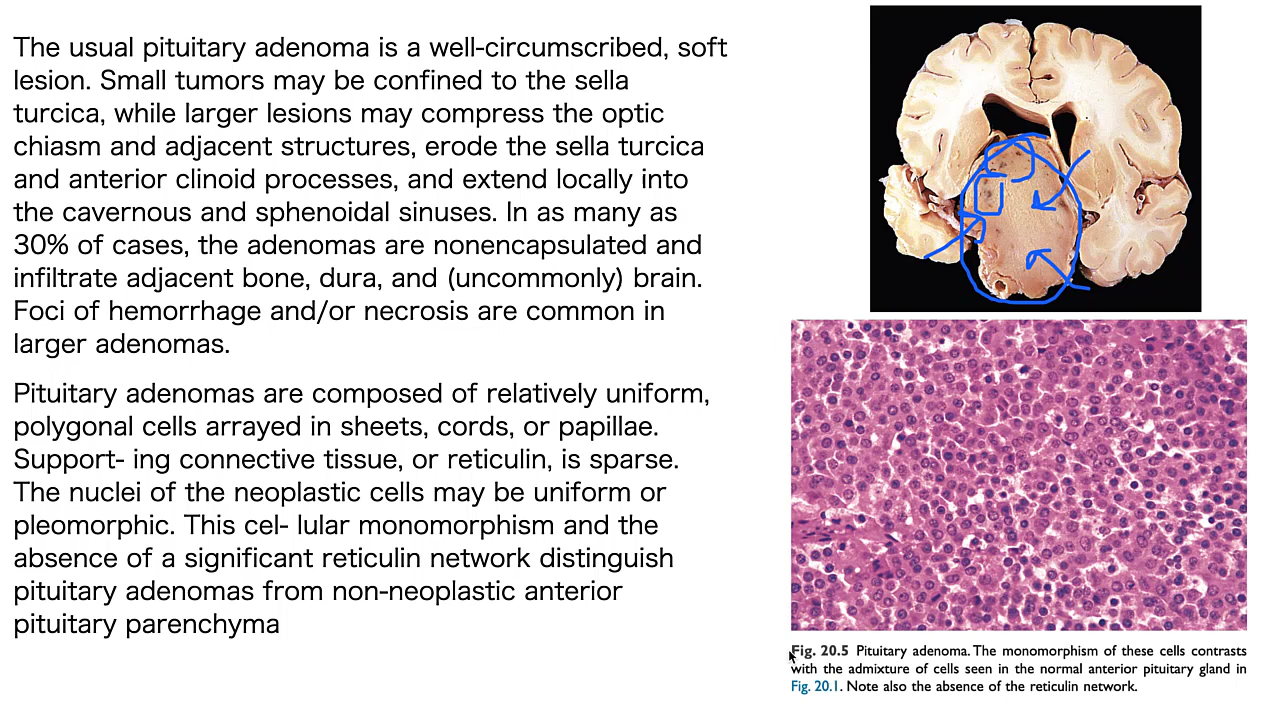 The usual pituitary adenoma is a well-circumscribed, soft
lesion. Small tumors may be confined to the sella
turcica, while larger lesions may compress the optic
chiasm and adjacent structures, erode the sella turcica
and anterior clinoid processes, and extend locally into
the cavernous and sphenoidal sinuses. In as many as
30% of cases, the adenomas are nonencapsulated and
infiltrate adjacent bone, dura, and (uncommonly) brain.
Foci of hemorrhage and/or necrosis are common in
larger adenomas.
Pituitary adenomas are composed of relatively uniform,
polygonal cells arrayed in sheets, cords, or papillae.
Support- ing connective tissue, or reticulin, is sparse.
The nuclei of the neoplastic cells may be uniform or
pleomorphic. This cel- lular monomorphism and the
absence of a significant reticulin network distinguish
pituitary adenomas from non-neoplastic anterior
pituitary parenchyma
Fig. 20.5 Pituitary adenoma. The monomorphism of these cells contrasts
with the admixture of cells seen in the normal anterior pituitary gland in
Fig. 20.1. Note also the absence of the reticulin network.